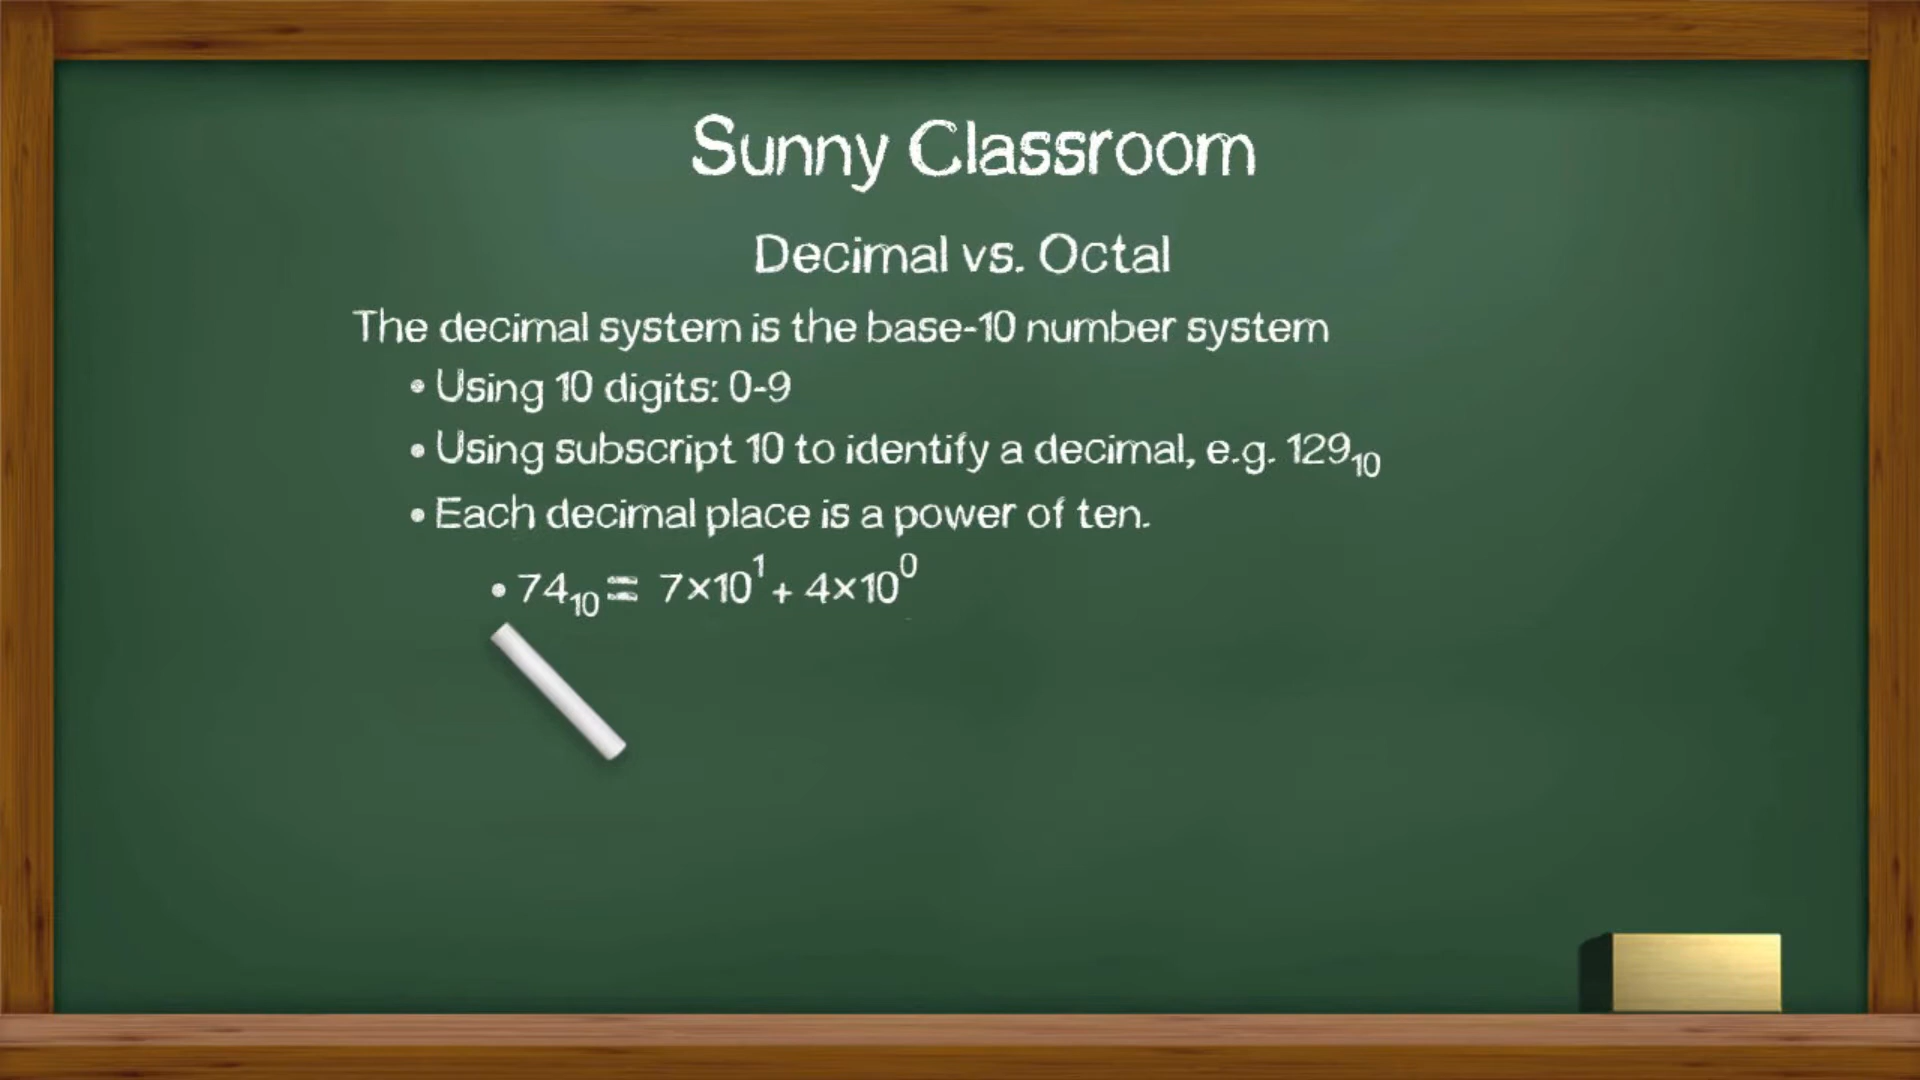 Sunny Classroom
Decimal vs. Octal
The decimal system is the base-10 number system
• Using 10 digits: 0-9
• Using subscript 10 to identify a decimal, e.g. 129₁₀
• Each decimal place is a power of ten.
• 74₁₀ = 7×10¹ + 4×10⁰